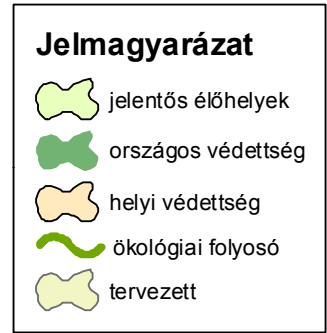 Jelmagyarázat
jelentős élőhelyek
országos védettség
helyi védettség
ökológiai folyosó
tervezett